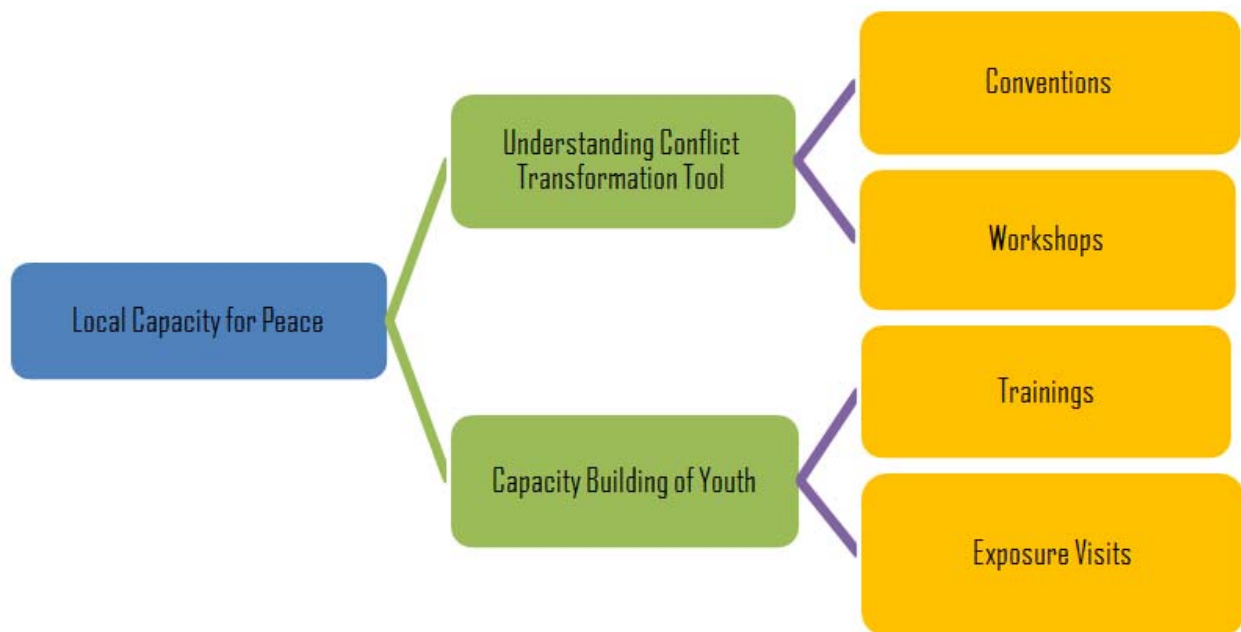 Local Capacity for Peace
Understanding Conflict
Transformation Tool
Conventions
Workshops
Capacity Building of Youth
Trainings
Exposure Visits